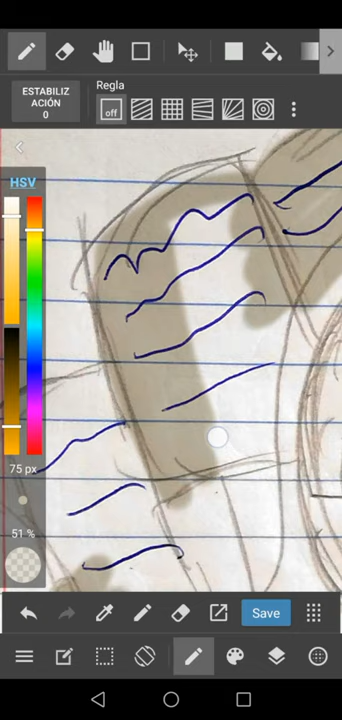 ESTABILIZ
ACIÓN
0
Regla
off
HSV
75 px
51 %
Save